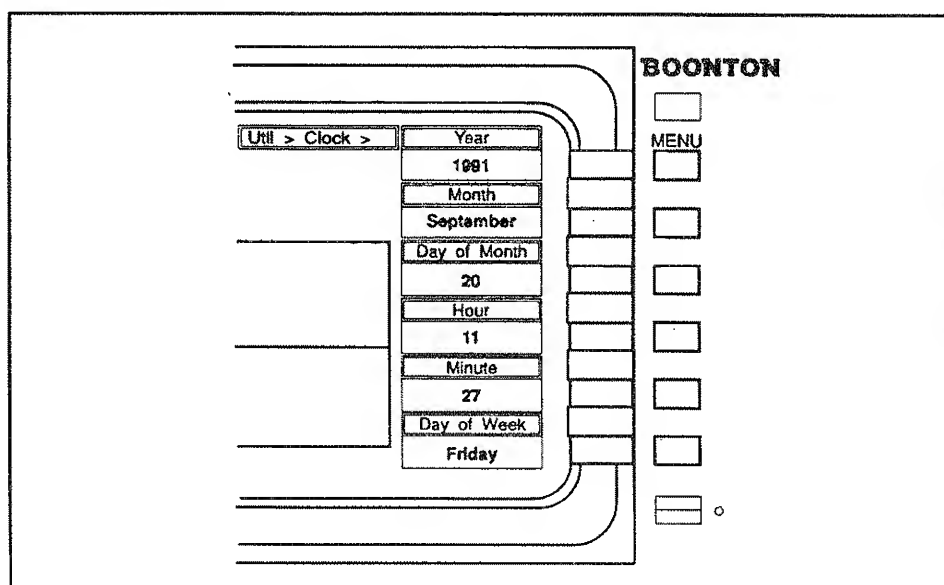 BOONTON
MENU
Util > Clock >
Year
1991
Month
September
Day of Month
20
Hour
11
Minute
27
Day of Week
Friday